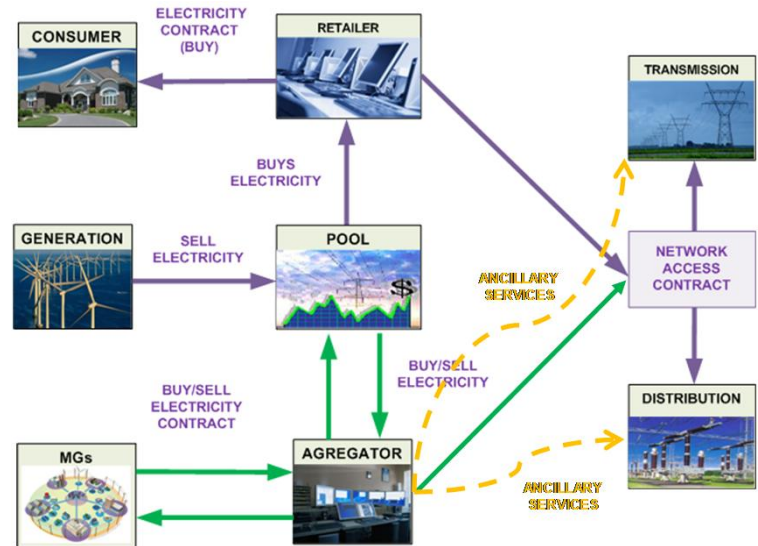 ELECTRICITY
CONTRACT
(BUY)
CONSUMER
RETAILER
TRANSMISSION
BUYS
ELECTRICITY
GENERATION
SELL
ELECTRICITY
POOL
$
ANCILLARY
SERVICES
NETWORK
ACCESS
CONTRACT
BUY/SELL
ELECTRICITY
BUY/SELL
ELECTRICITY
CONTRACT
DISTRIBUTION
MGs
AGREGATOR
ANCILLARY
SERVICES